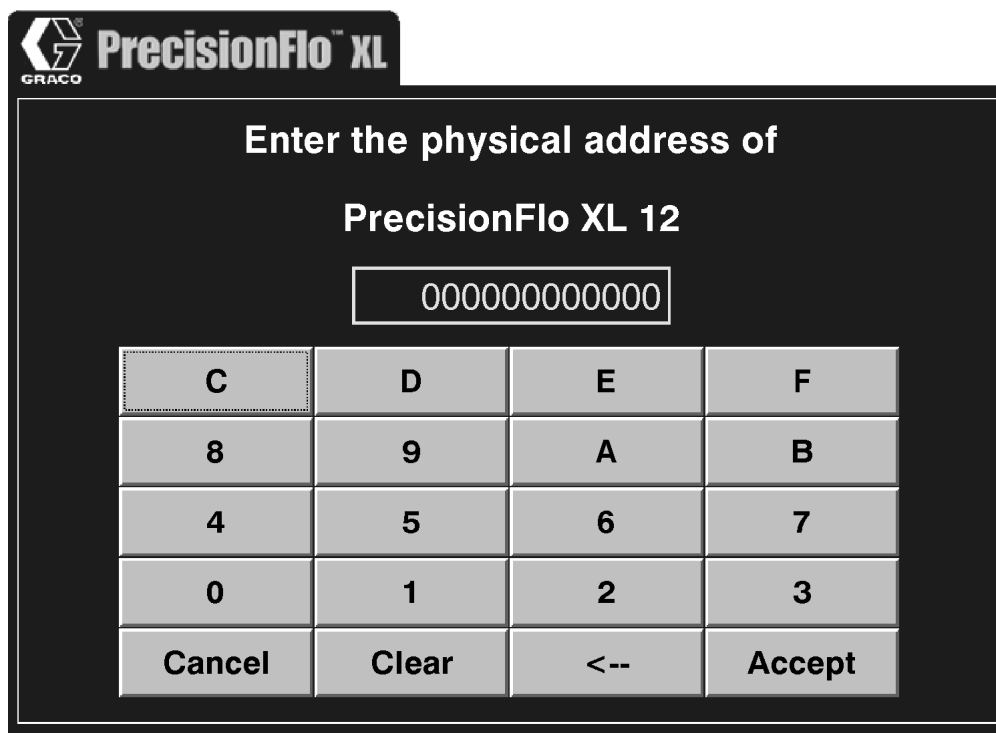 GRACO
PrecisionFlo™ XL
Enter the physical address of
PrecisionFlo XL 12
000000000000
C D E F
8 9 A B
4 5 6 7
0 1 2 3
Cancel Clear <-- Accept